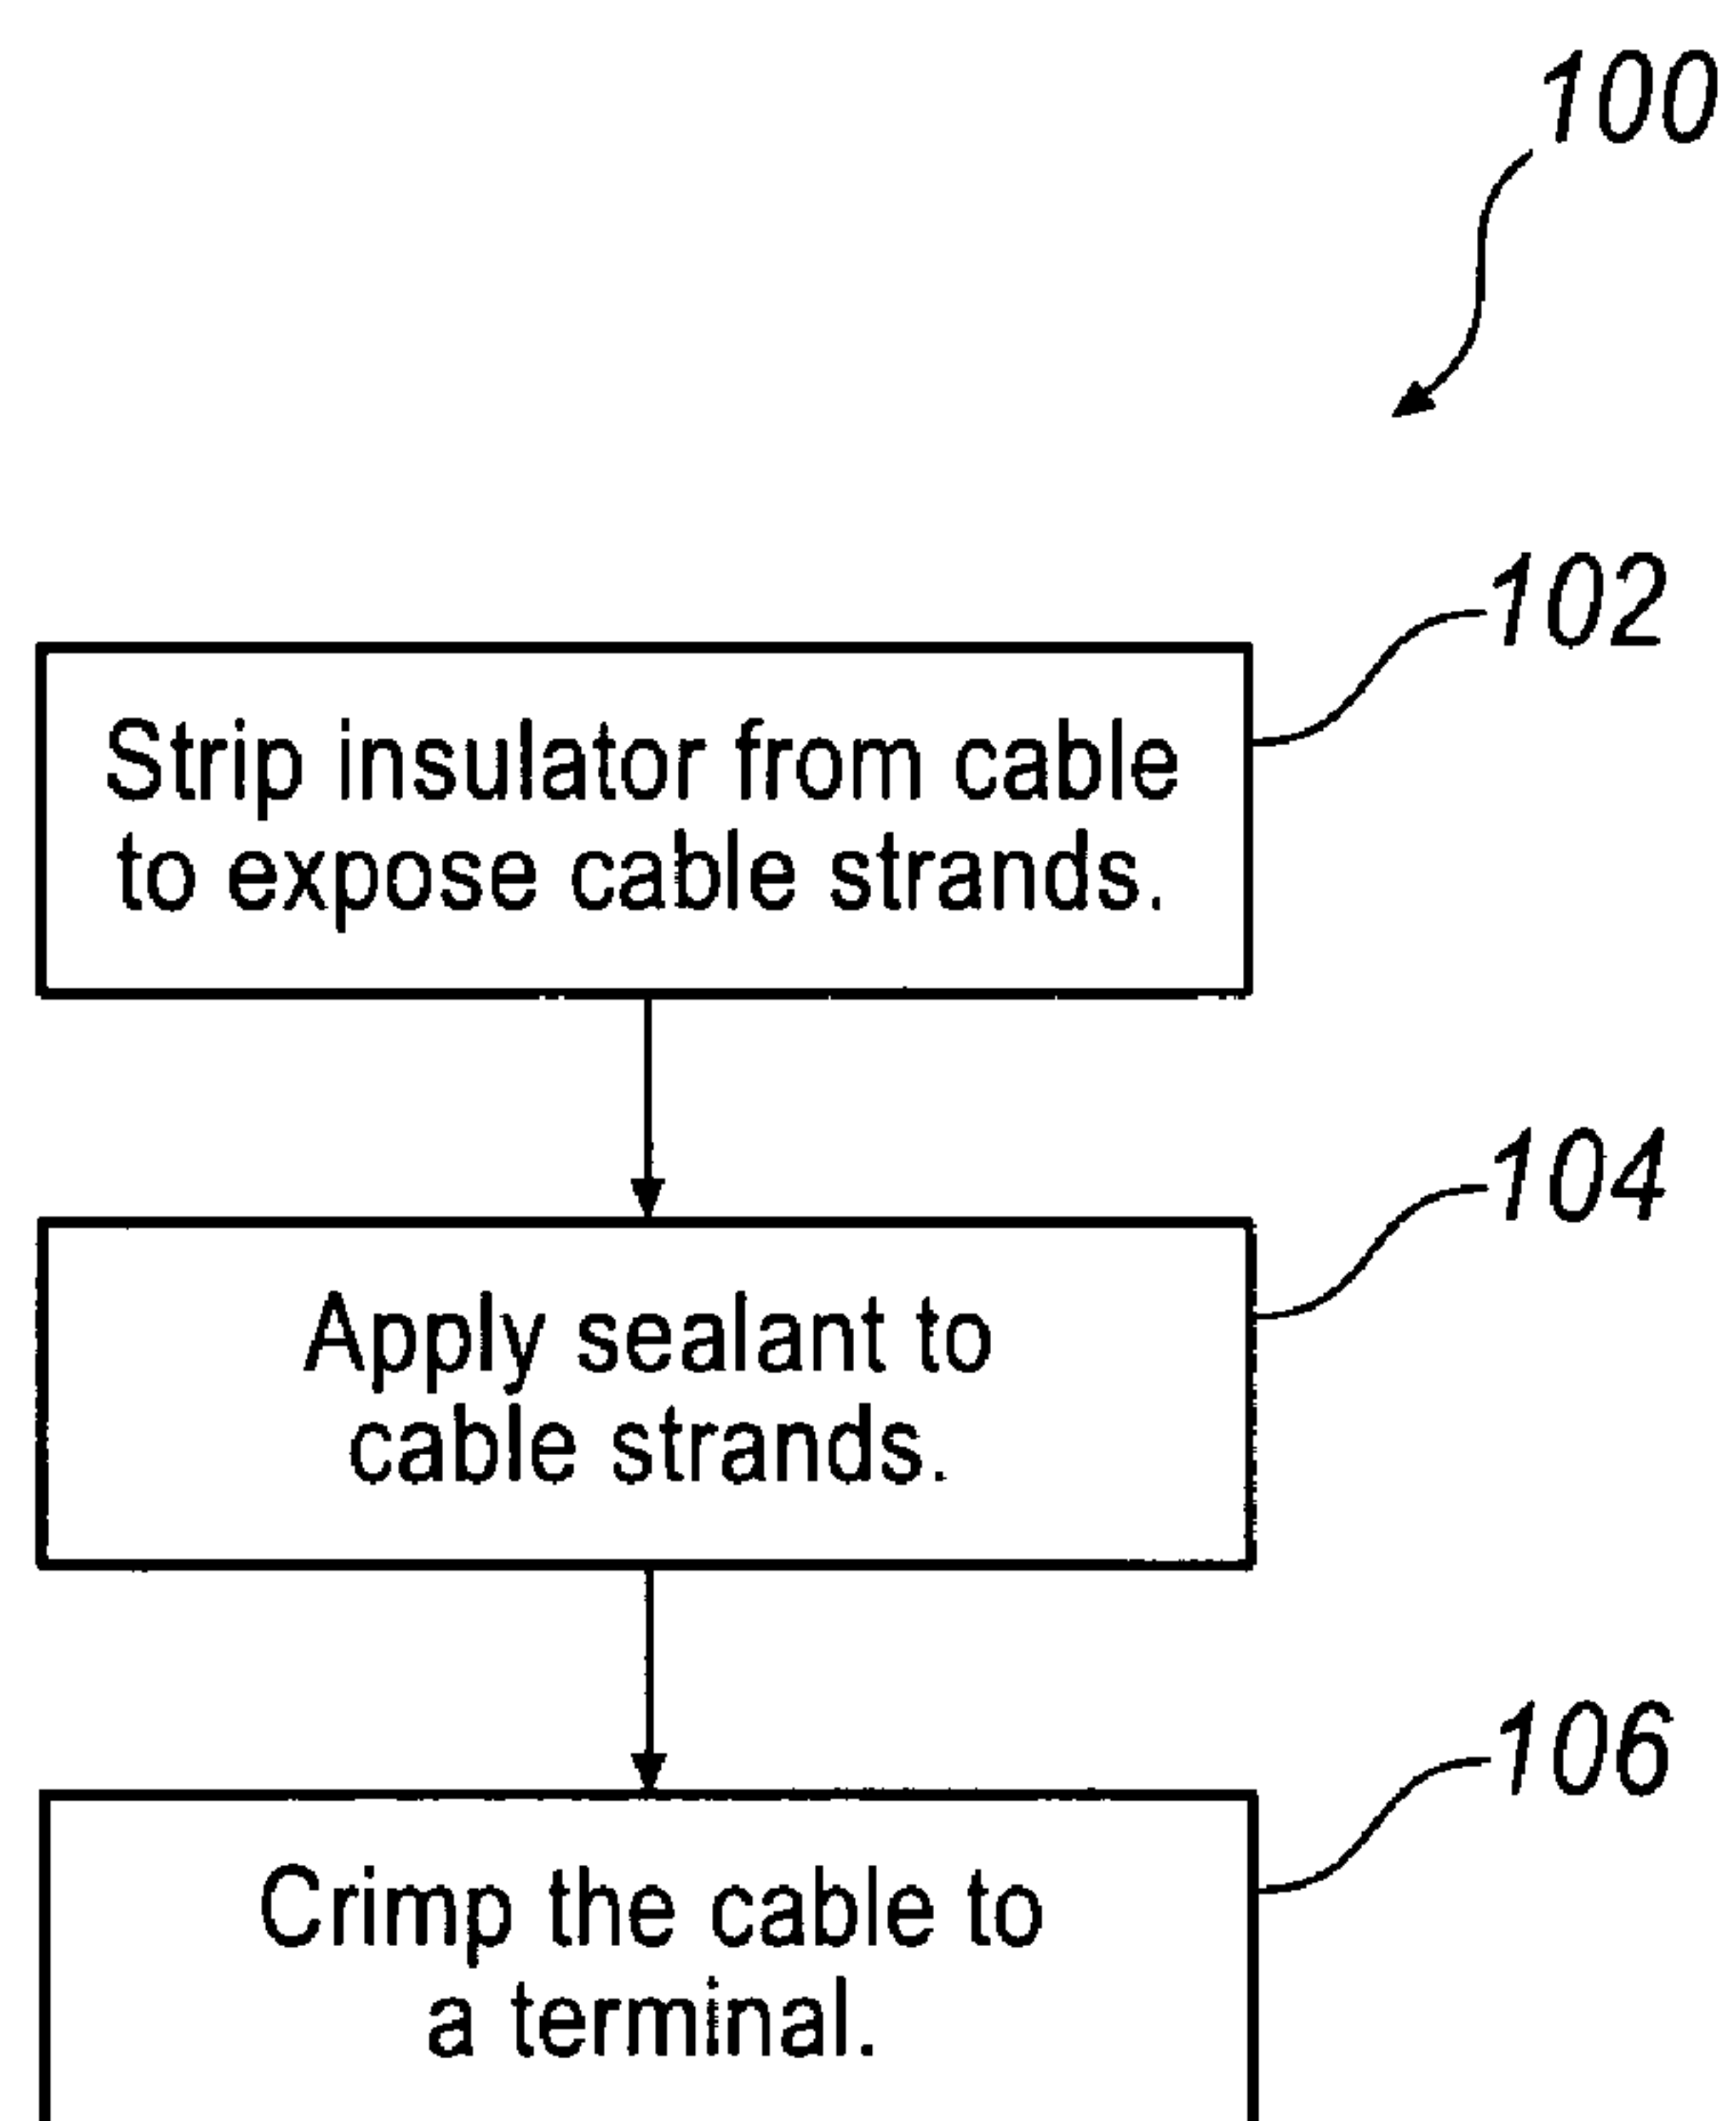 100
102
Strip insulator from cable
to expose cable strands.
104
Apply sealant to
cable strands.
106
Crimp the cable to
a terminal.